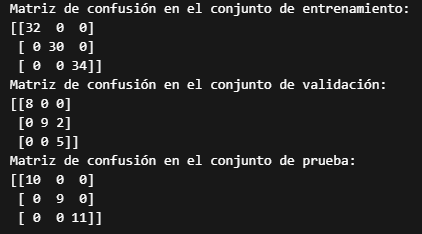 Matriz de confusión en el conjunto de entrenamiento:
[[32  0  0]
 [ 0 30  0]
 [ 0  0 34]]
Matriz de confusión en el conjunto de validación:
[[8 0 0]
 [0 9 2]
 [0 0 5]]
Matriz de confusión en el conjunto de prueba:
[[10  0  0]
 [ 0  9  0]
 [ 0  0 11]]